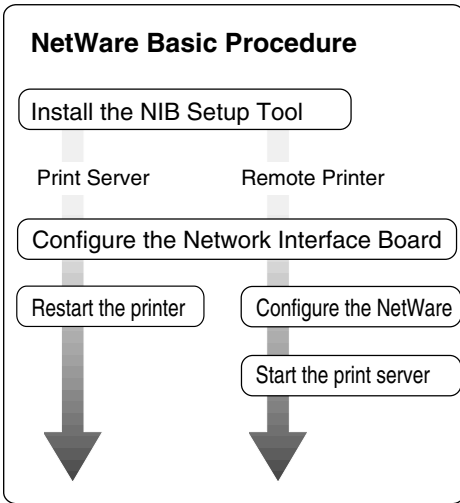 NetWare Basic Procedure
Install the NIB Setup Tool
Print Server
Remote Printer
Configure the Network Interface Board
Restart the printer
Configure the NetWare
Start the print server